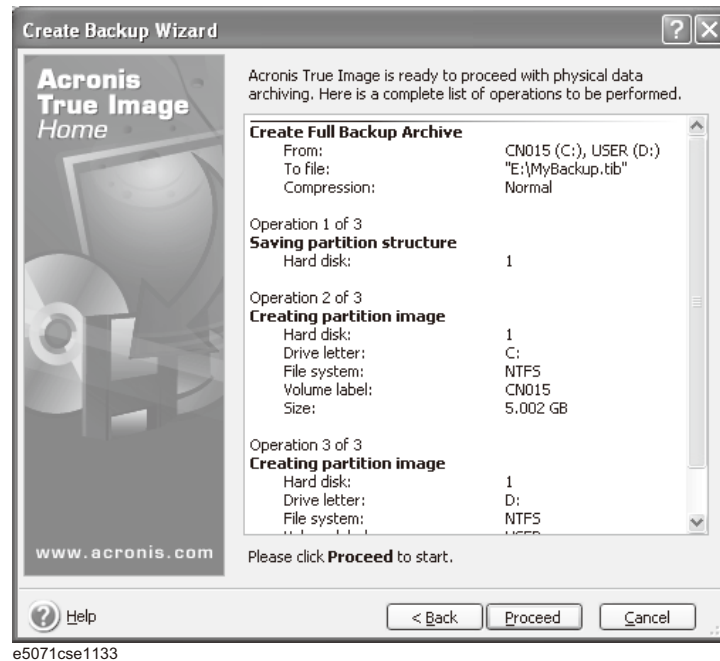 Create Backup Wizard
Acronis
True Image
Home
Acronis True Image is ready to proceed with physical data
archiving. Here is a complete list of operations to be performed.
Create Full Backup Archive
From: CN015 (C:), USER (D:)
To file: "E:\MyBackup.tib"
Compression: Normal
Operation 1 of 3
Saving partition structure
Hard disk: 1
Operation 2 of 3
Creating partition image
Hard disk: 1
Drive letter: C:
File system: NTFS
Volume label: CN015
Size: 5.002 GB
Operation 3 of 3
Creating partition image
Hard disk: 1
Drive letter: D:
File system: NTFS
www.acronis.com
Please click Proceed to start.
Help
< Back
Proceed
Cancel
e5071cse1133